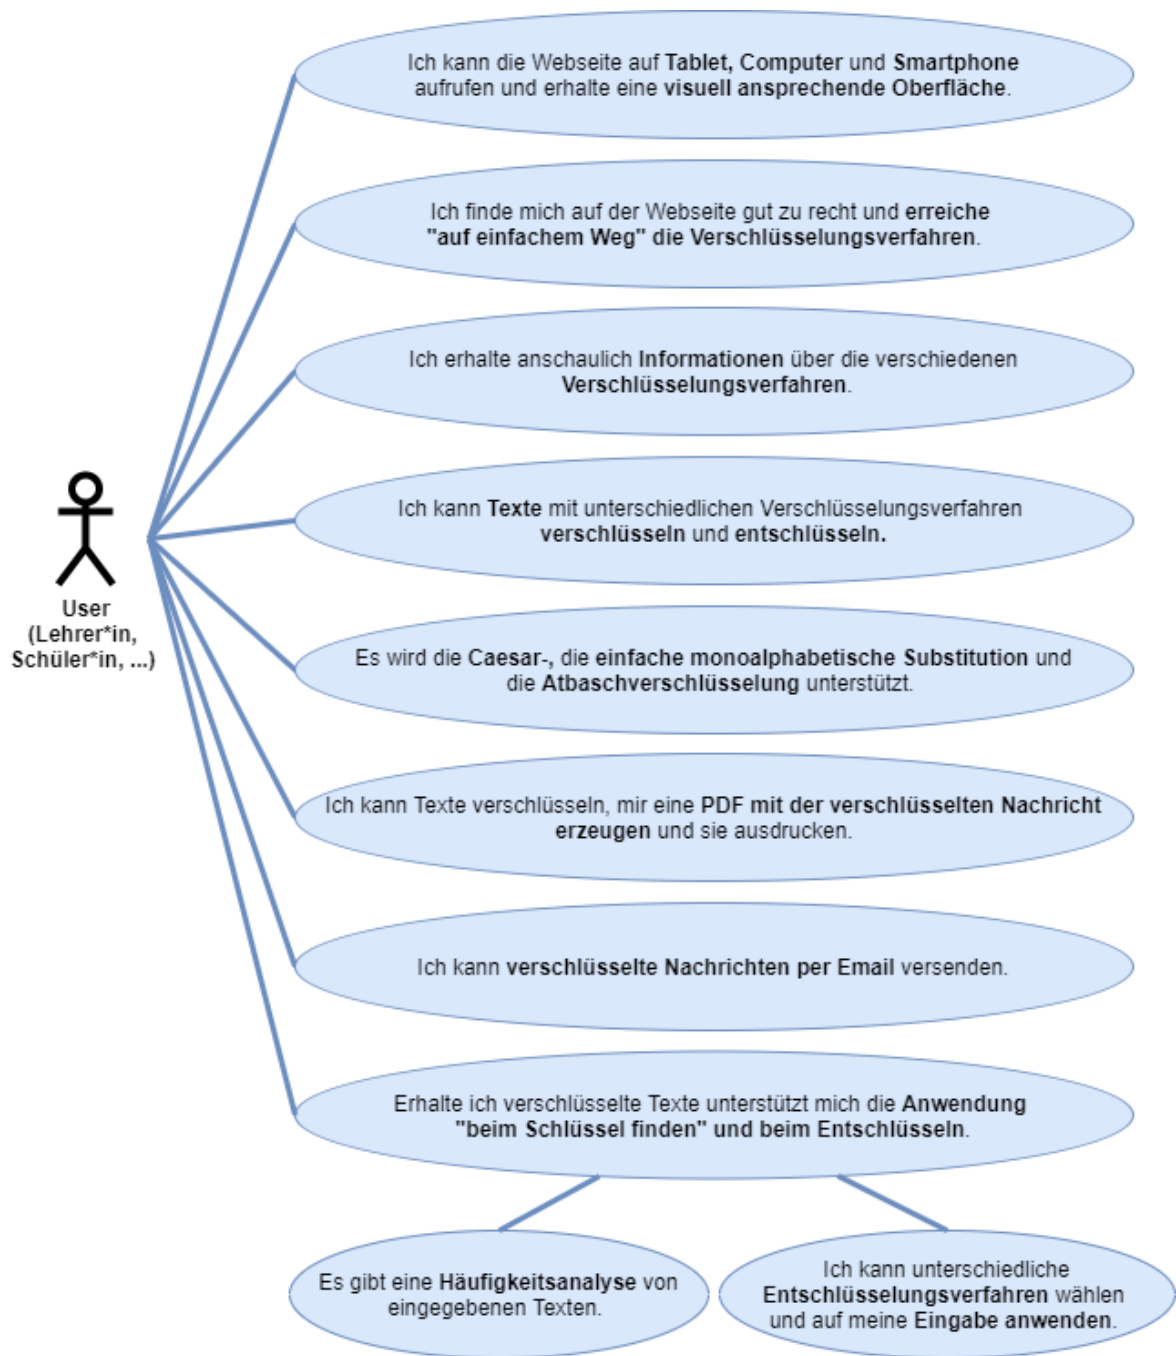 Ich kann die Webseite auf Tablet, Computer und Smartphone
aufrufen und erhalte eine visuell ansprechende Oberfläche.
Ich finde mich auf der Webseite gut zu recht und erreiche
"auf einfachem Weg" die Verschlüsselungsverfahren.
Ich erhalte anschaulich Informationen über die verschiedenen
Verschlüsselungsverfahren.
Ich kann Texte mit unterschiedlichen Verschlüsselungsverfahren
verschlüsseln und entschlüsseln.
User
(Lehrer*in,
Schüler*in, ...)
Es wird die Caesar-, die einfache monoalphabetische Substitution und
die Atbaschverschlüsselung unterstützt.
Ich kann Texte verschlüsseln, mir eine PDF mit der verschlüsselten Nachricht
erzeugen und sie ausdrucken.
Ich kann verschlüsselte Nachrichten per Email versenden.
Erhalte ich verschlüsselte Texte unterstützt mich die Anwendung
"beim Schlüssel finden" und beim Entschlüsseln.
Es gibt eine Häufigkeitsanalyse von
eingegebenen Texten.
Ich kann unterschiedliche
Entschlüsselungsverfahren wählen
und auf meine Eingabe anwenden.